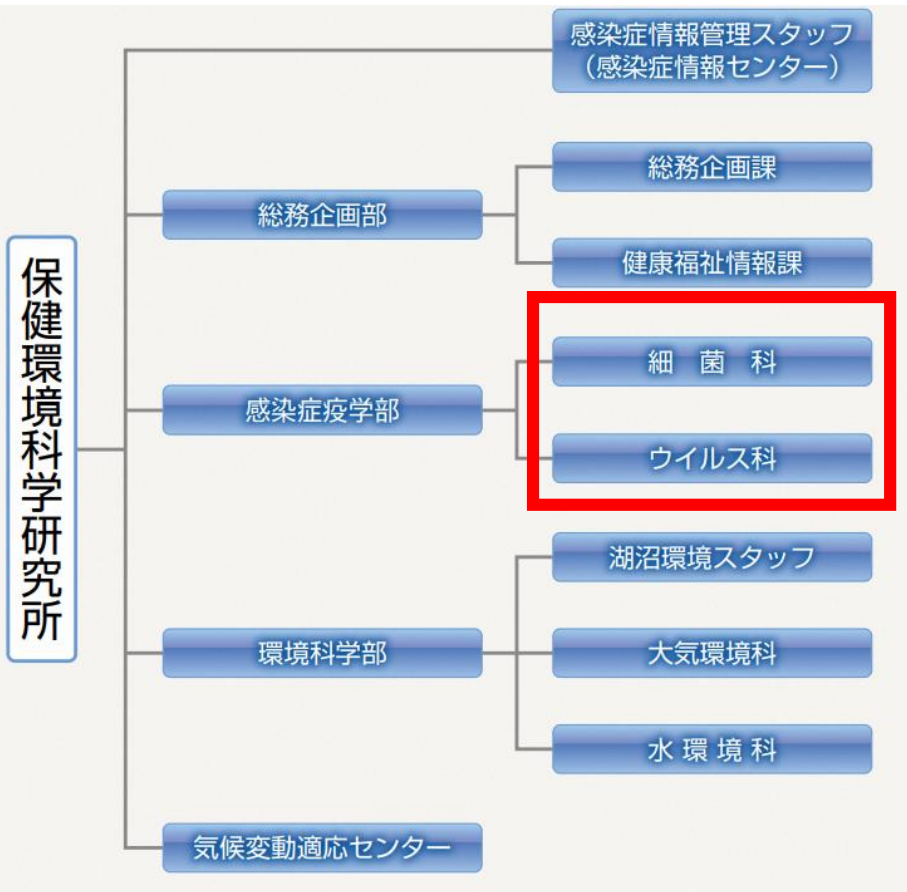 保健環境科学研究所
感染症情報管理スタッフ
（感染症情報センター）
総務企画部
総務企画課
健康福祉情報課
感染症疫学部
細 菌 科
ウイルス科
環境科学部
湖沼環境スタッフ
大気環境科
水 環 境 科
気候変動適応センター